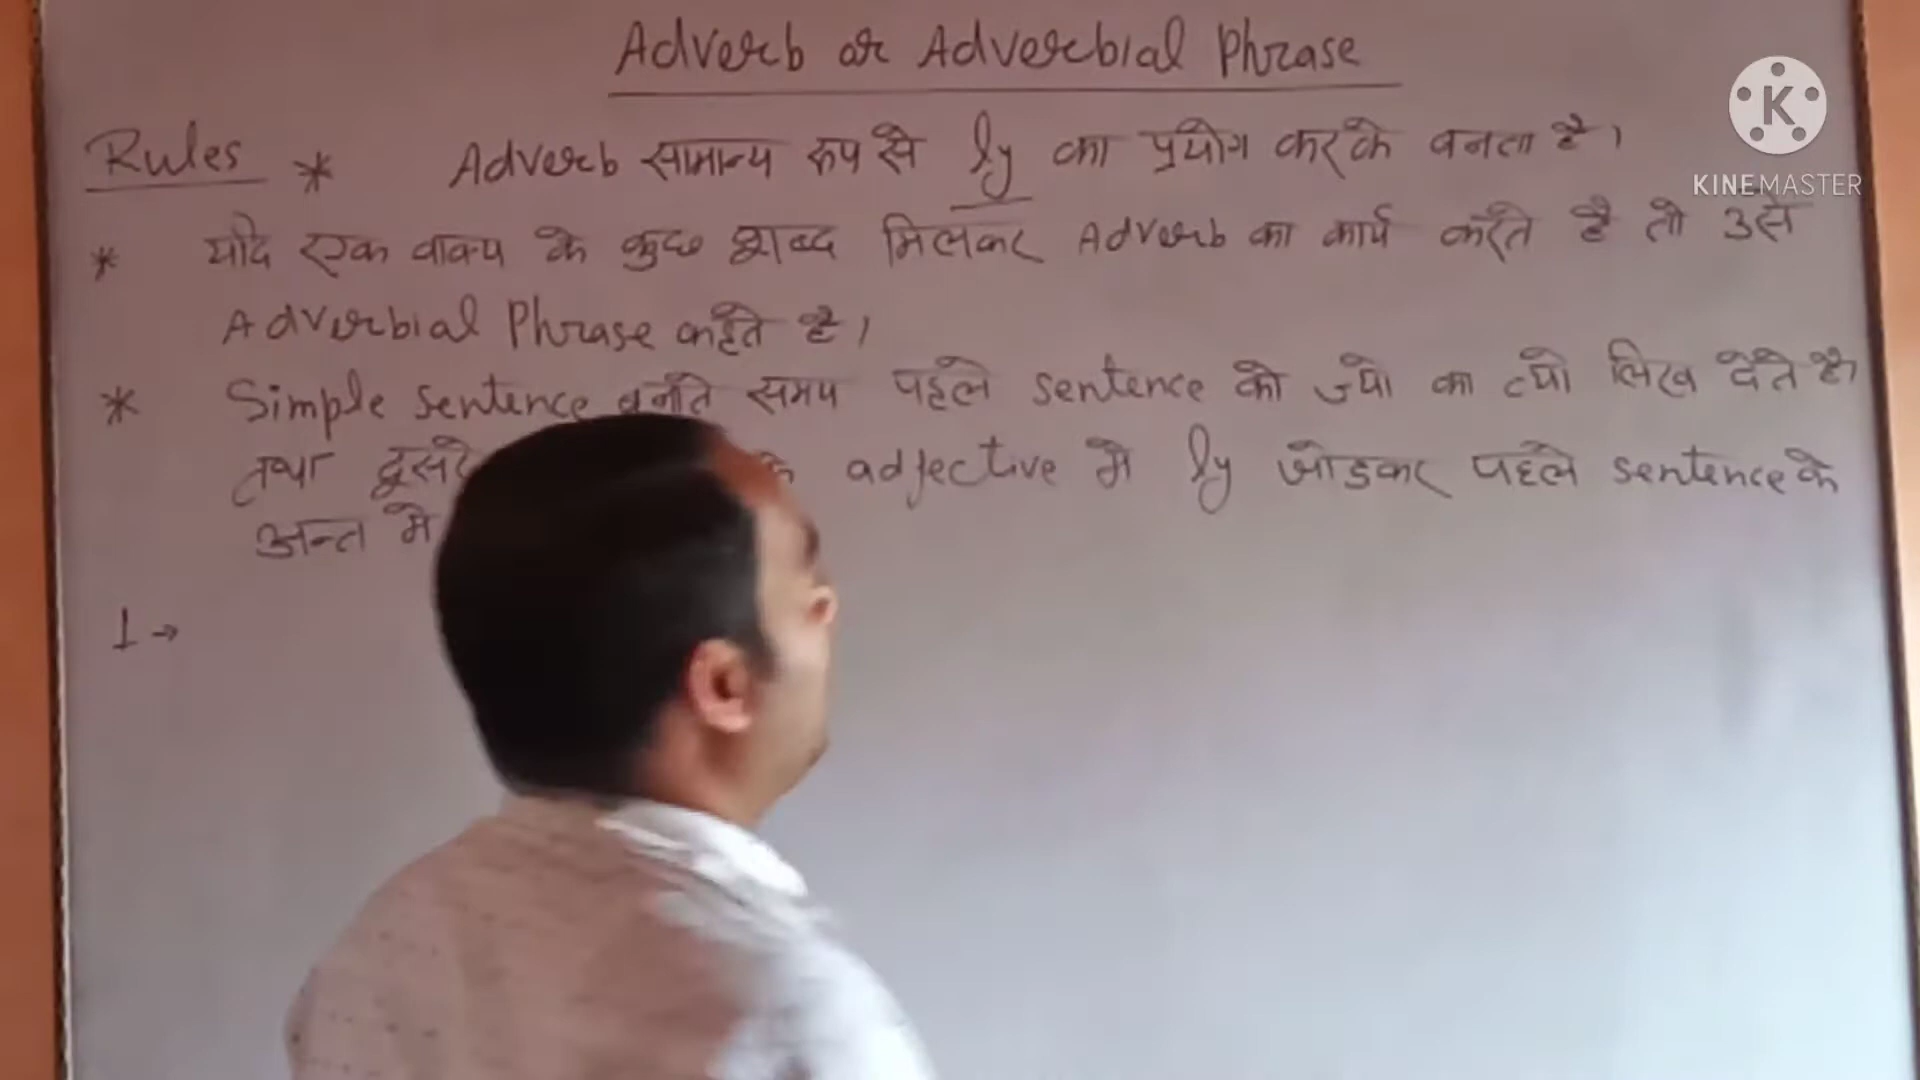 Adverb or Adverbial Phrase
Rules * Adverb सामान्य रूप से ly का प्रयोग करके बनता है।
* यदि एक वाक्य के कुछ शब्द मिलकर Adverb का कार्य करते है तो उसे
Adverbial Phrase कहते है।
* Simple sentence बनाते समय पहले sentence को ज्यो का त्यो लिख देते है।
तथा दूसरे के adjective मे ly जोडकर पहले sentence के
अन्त मे
1 →
K
KINEMASTER